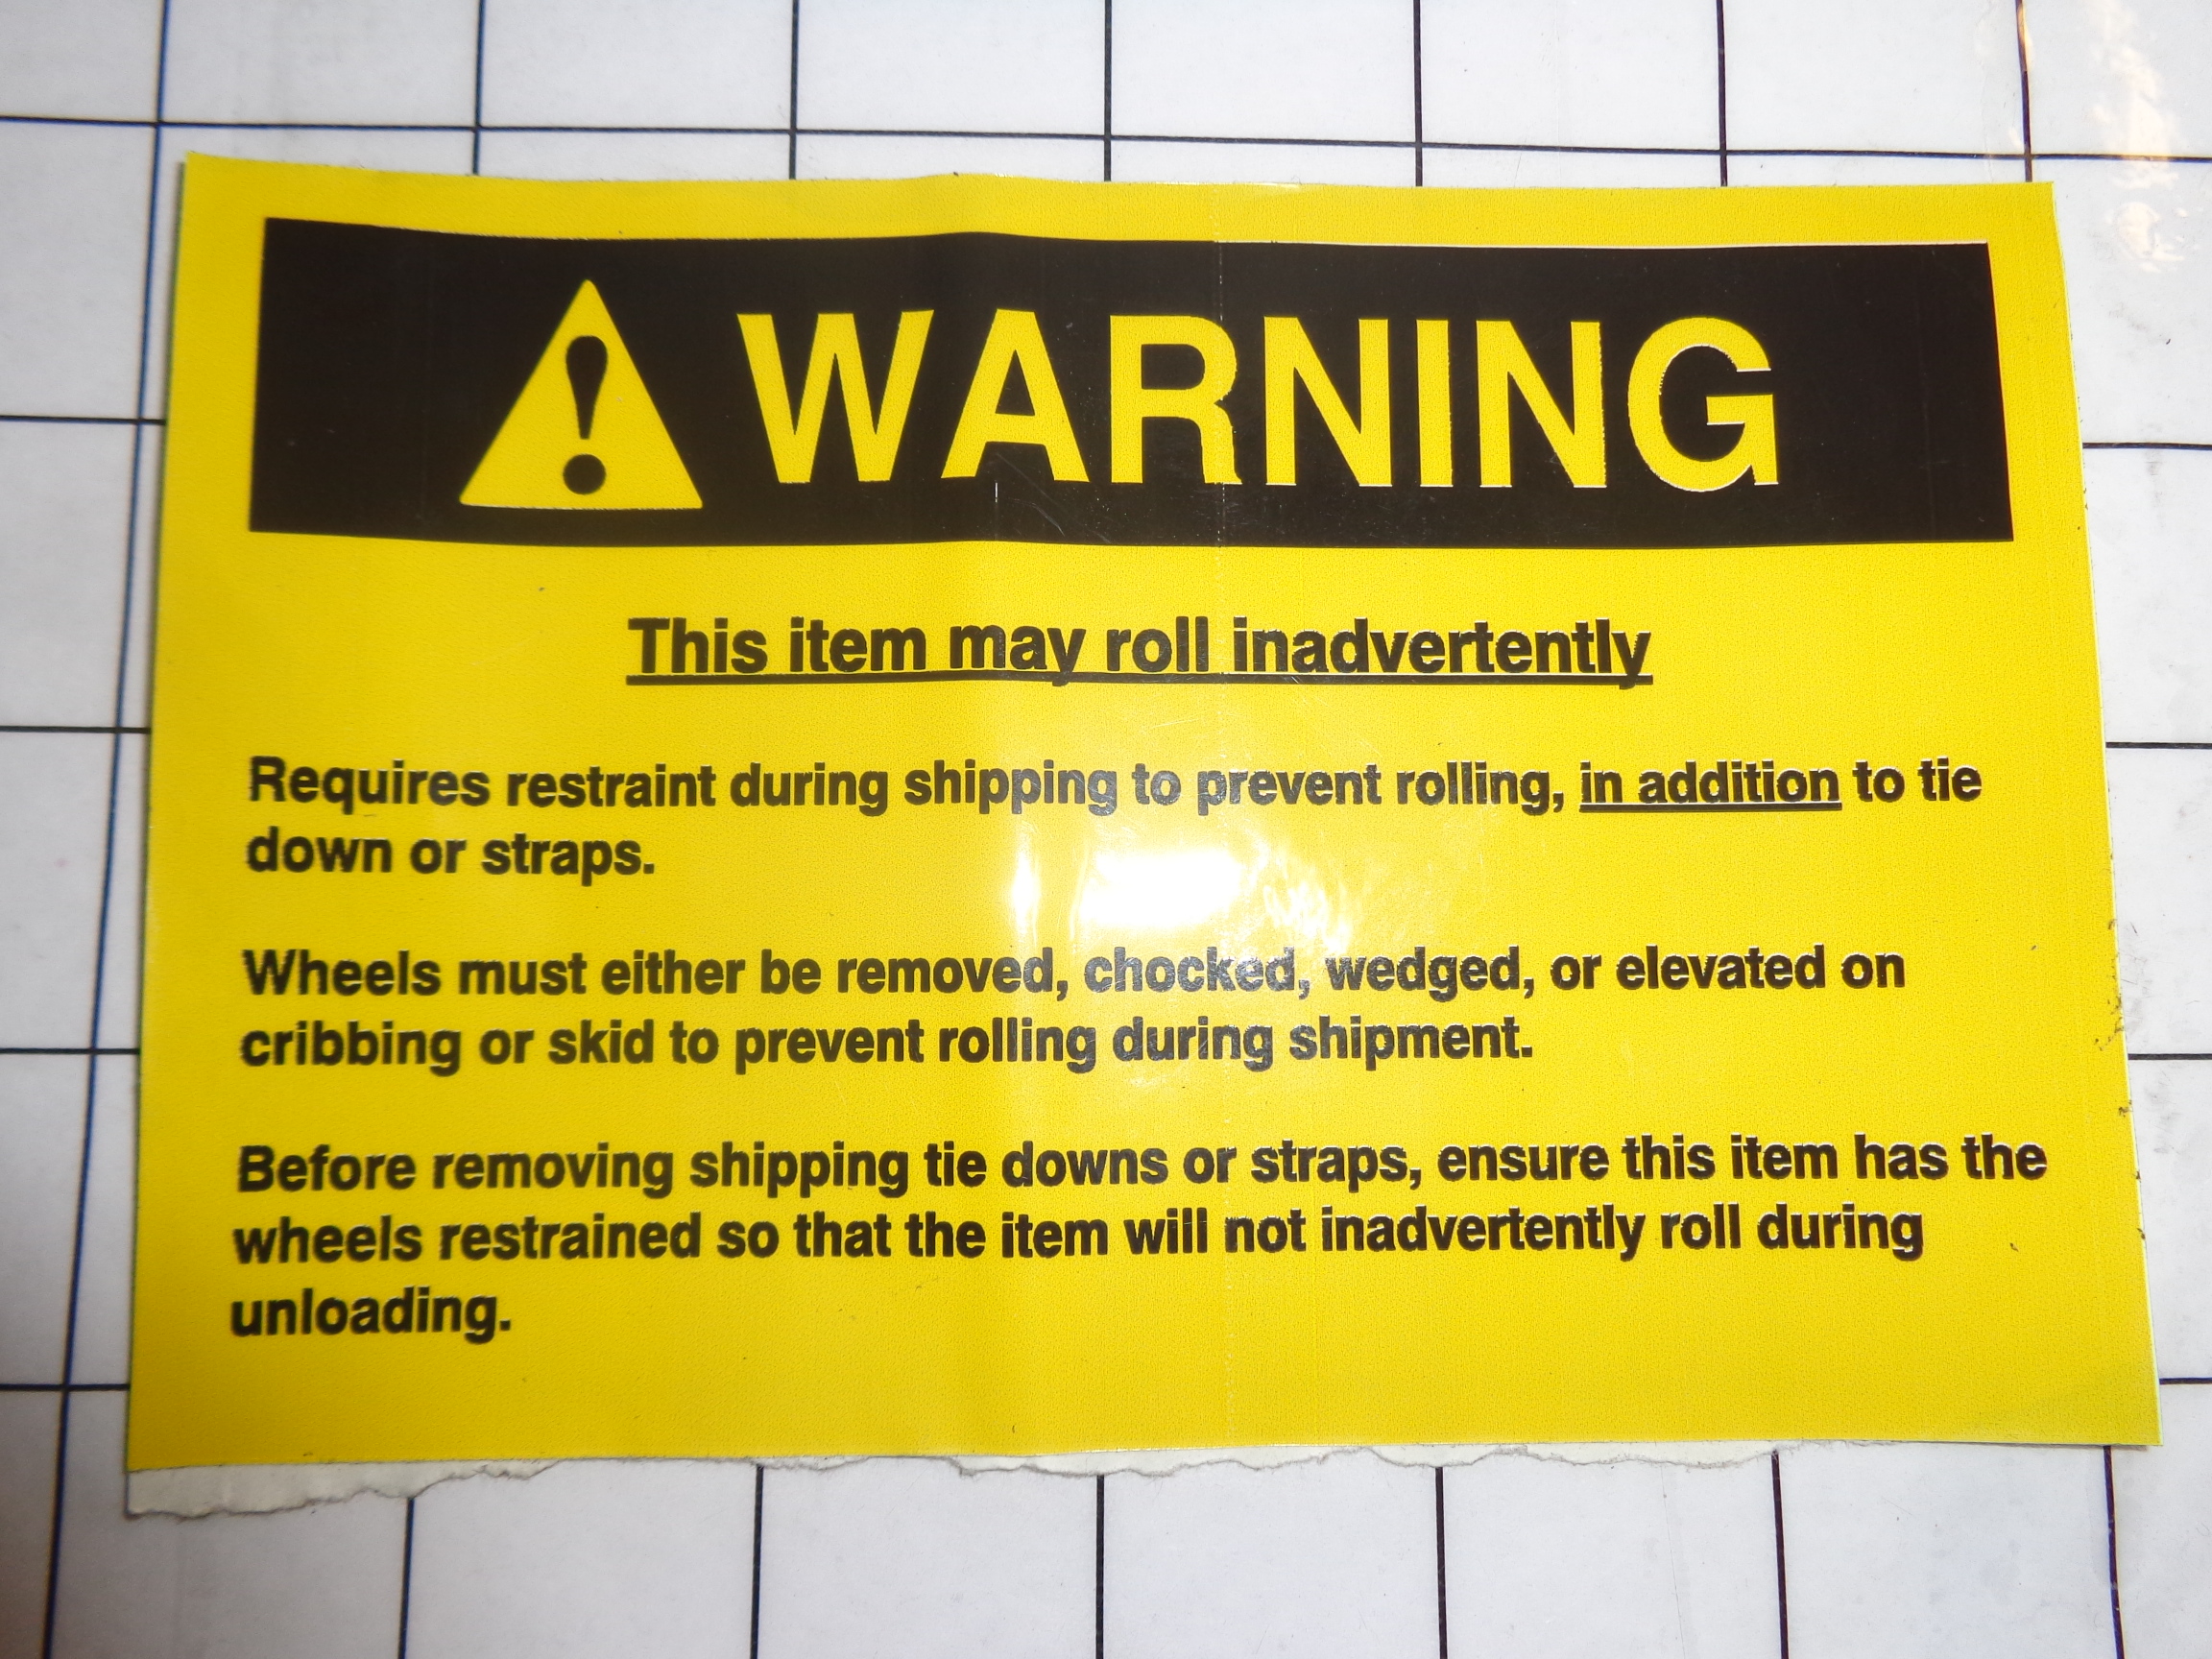 WARNING
This item may roll inadvertently
Requires restraint during shipping to prevent rolling, in addition to tie
down or straps.
Wheels must either be removed, chocked, wedged, or elevated on
cribbing or skid to prevent rolling during shipment.
Before removing shipping tie downs or straps, ensure this item has the
wheels restrained so that the item will not inadvertently roll during
unloading.